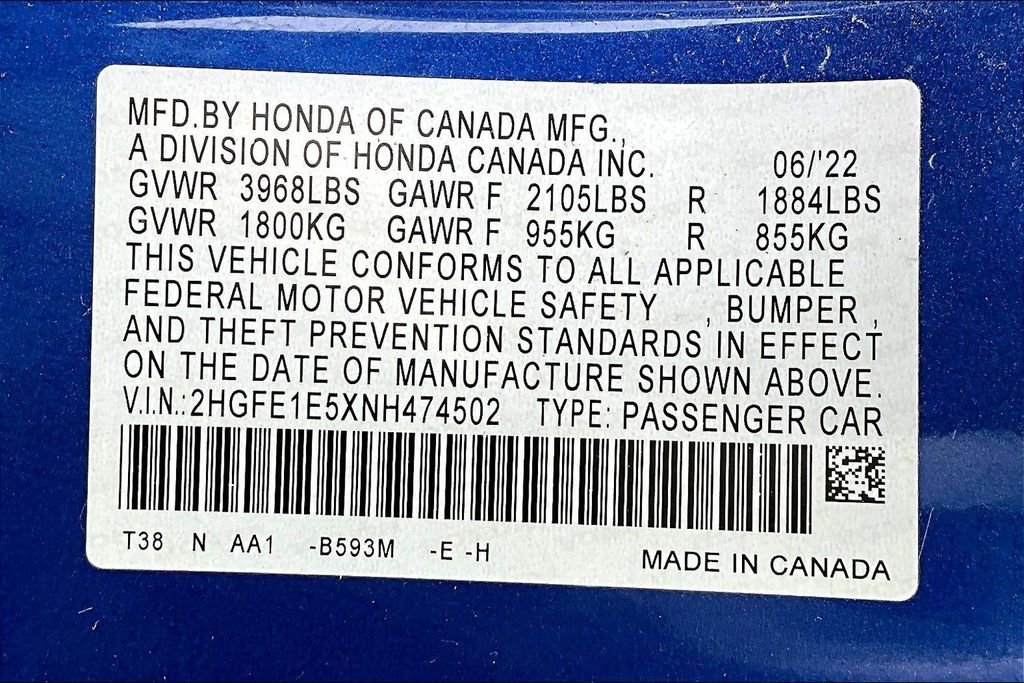 MFD.BY HONDA OF CANADA MFG.,
A DIVISION OF HONDA CANADA INC. 06/'22
GVWR 3968LBS GAWR F 2105LBS R 1884LBS
GVWR 1800KG GAWR F 955KG R 855KG
THIS VEHICLE CONFORMS TO ALL APPLICABLE
FEDERAL MOTOR VEHICLE SAFETY , BUMPER ,
AND THEFT PREVENTION STANDARDS IN EFFECT
ON THE DATE OF MANUFACTURE SHOWN ABOVE.
V.I.N.:2HGFE1E5XNH474502 TYPE: PASSENGER CAR
T38 N AA1 -B593M -E -H
MADE IN CANADA